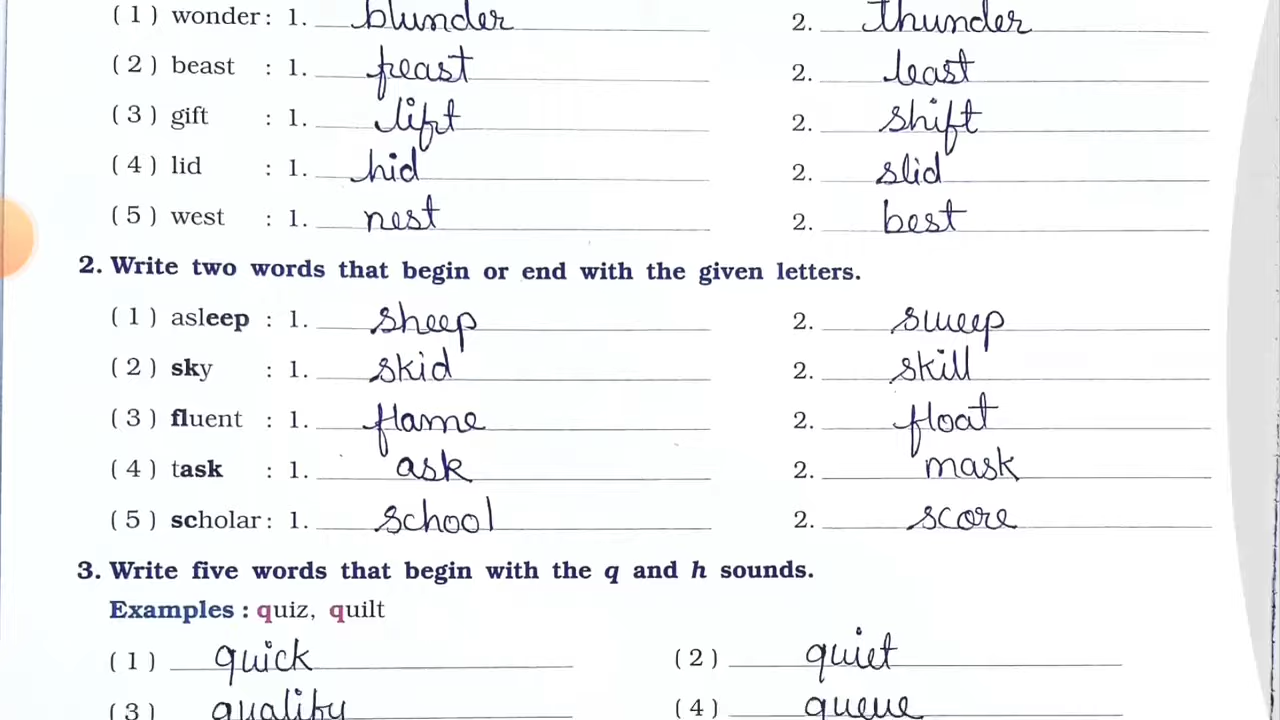 (1) wonder : 1. blunder 2. thunder
(2) beast : 1. feast 2. least
(3) gift : 1. lift 2. shift
(4) lid : 1. hid 2. slid
(5) west : 1. nest 2. best
2. Write two words that begin or end with the given letters.
(1) asleep : 1. sheep 2. sweep
(2) sky : 1. skid 2. skill
(3) fluent : 1. flame 2. float
(4) task : 1. ask 2. mask
(5) scholar : 1. school 2. score
3. Write five words that begin with the q and h sounds.
Examples : quiz, quilt
(1) quick (2) quiet
(3) qualify (4) queue